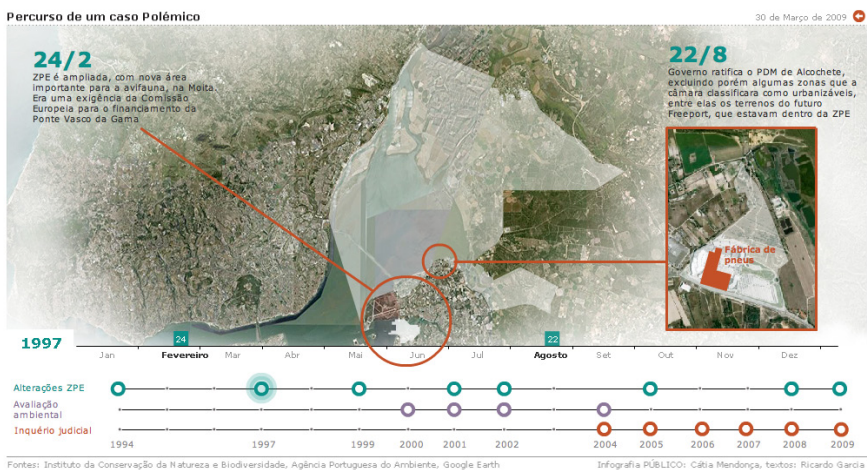 Percurso de um caso Polémico
30 de Março de 2009
24/2
ZPE é ampliada, com nova área
importante para a avifauna, na Moita.
Era uma exigência da Comissão
Europeia para o financiamento da
Ponte Vasco da Gama
22/8
Governo ratifica o PDM de Alcochete,
excluindo porém algumas zonas que a
câmara classificara como urbanizáveis,
entre elas os terrenos do futuro
Freeport, que estavam dentro da ZPE
Fábrica de
pneus
1997
24
22
Jan Fevereiro Mar Abr Mai Jun Jul Agosto Set Out Nov Dez
Alterações ZPE
Avaliação
ambiental
Inquério judicial
1994 1997 1999 2000 2001 2002 2004 2005 2006 2007 2008 2009
Fontes: Instituto da Conservação da Natureza e Biodiversidade, Agência Portuguesa do Ambiente, Google Earth
Infografia PÚBLICO: Cátia Mendonça, textos: Ricardo Garcia